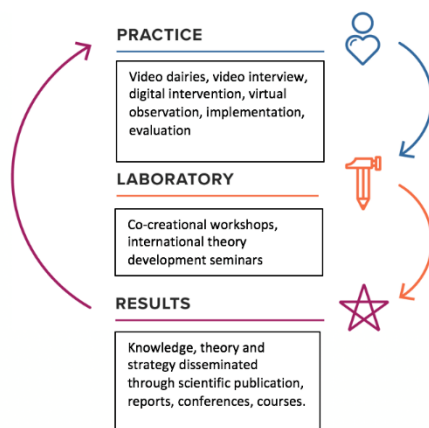 PRACTICE
Video dairies, video interview,
digital intervention, virtual
observation, implementation,
evaluation
LABORATORY
Co-creational workshops,
international theory
development seminars
RESULTS
Knowledge, theory and
strategy disseminated
through scientific publication,
reports, conferences, courses.